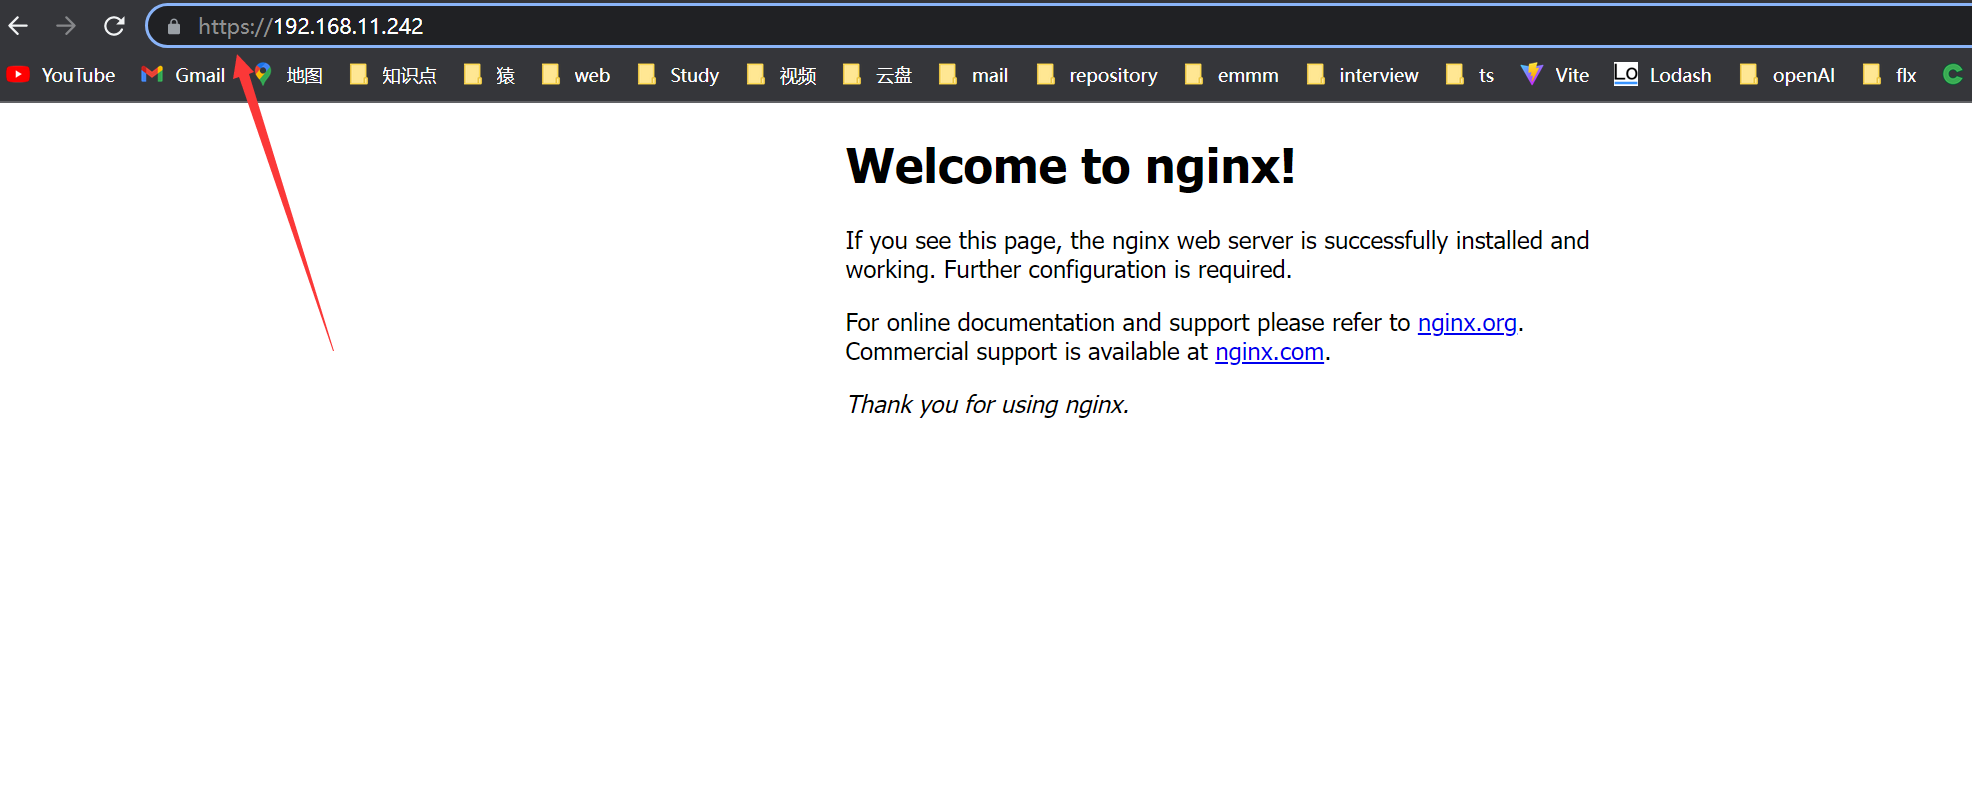 https://192.168.11.242
YouTube Gmail 地图 知识点 猿 web Study 视频 云盘 mail repository emmm interview ts Vite Lo Lodash openAI flx
Welcome to nginx!
If you see this page, the nginx web server is successfully installed and
working. Further configuration is required.
For online documentation and support please refer to nginx.org.
Commercial support is available at nginx.com.
Thank you for using nginx.